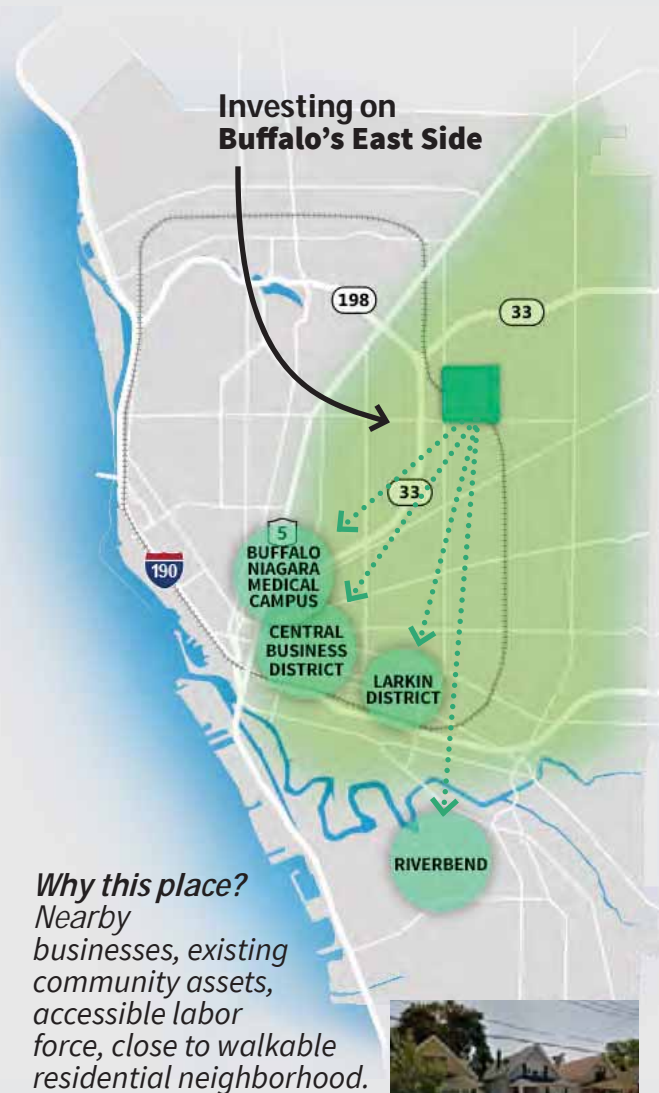 Investing on
Buffalo's East Side
198
33
33
5
BUFFALO
NIAGARA
MEDICAL
CAMPUS
190
CENTRAL
BUSINESS
DISTRICT
LARKIN
DISTRICT
RIVERBEND
Why this place?
Nearby
businesses, existing
community assets,
accessible labor
force, close to walkable
residential neighborhood.